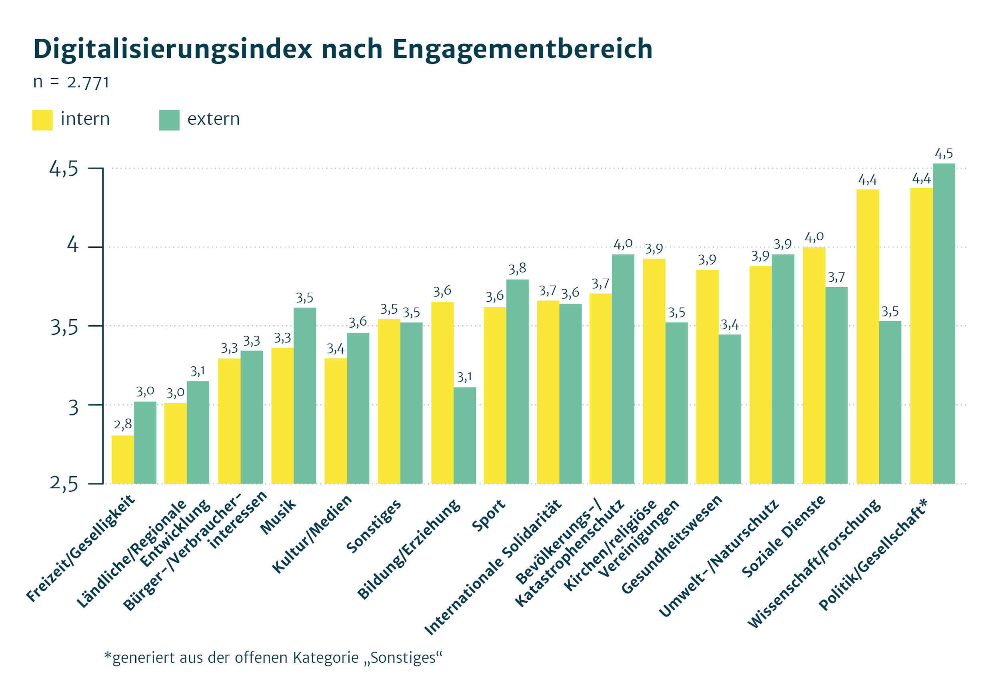 Digitalisierungsindex nach Engagementbereich
n = 2.771
intern
extern
4,5
4
3,5
3
2,5
2,8
3,0
3,0
3,1
3,3
3,3
3,3
3,5
3,4
3,6
3,5
3,5
3,6
3,1
3,6
3,8
3,7
3,6
3,7
4,0
3,9
3,5
3,9
3,4
3,9
3,9
4,0
3,7
4,4
3,5
4,4
4,5
Freizeit/Geselligkeit
Ländliche/Regionale
Entwicklung
Bürger-/Verbraucher-
interessen
Musik
Kultur/Medien
Sonstiges
Bildung/Erziehung
Sport
Internationale Solidarität
Bevölkerungs-/
Katastrophenschutz
Kirchen/religiöse
Vereinigungen
Gesundheitswesen
Umwelt-/Naturschutz
Soziale Dienste
Wissenschaft/Forschung
Politik/Gesellschaft*
*generiert aus der offenen Kategorie „Sonstiges“